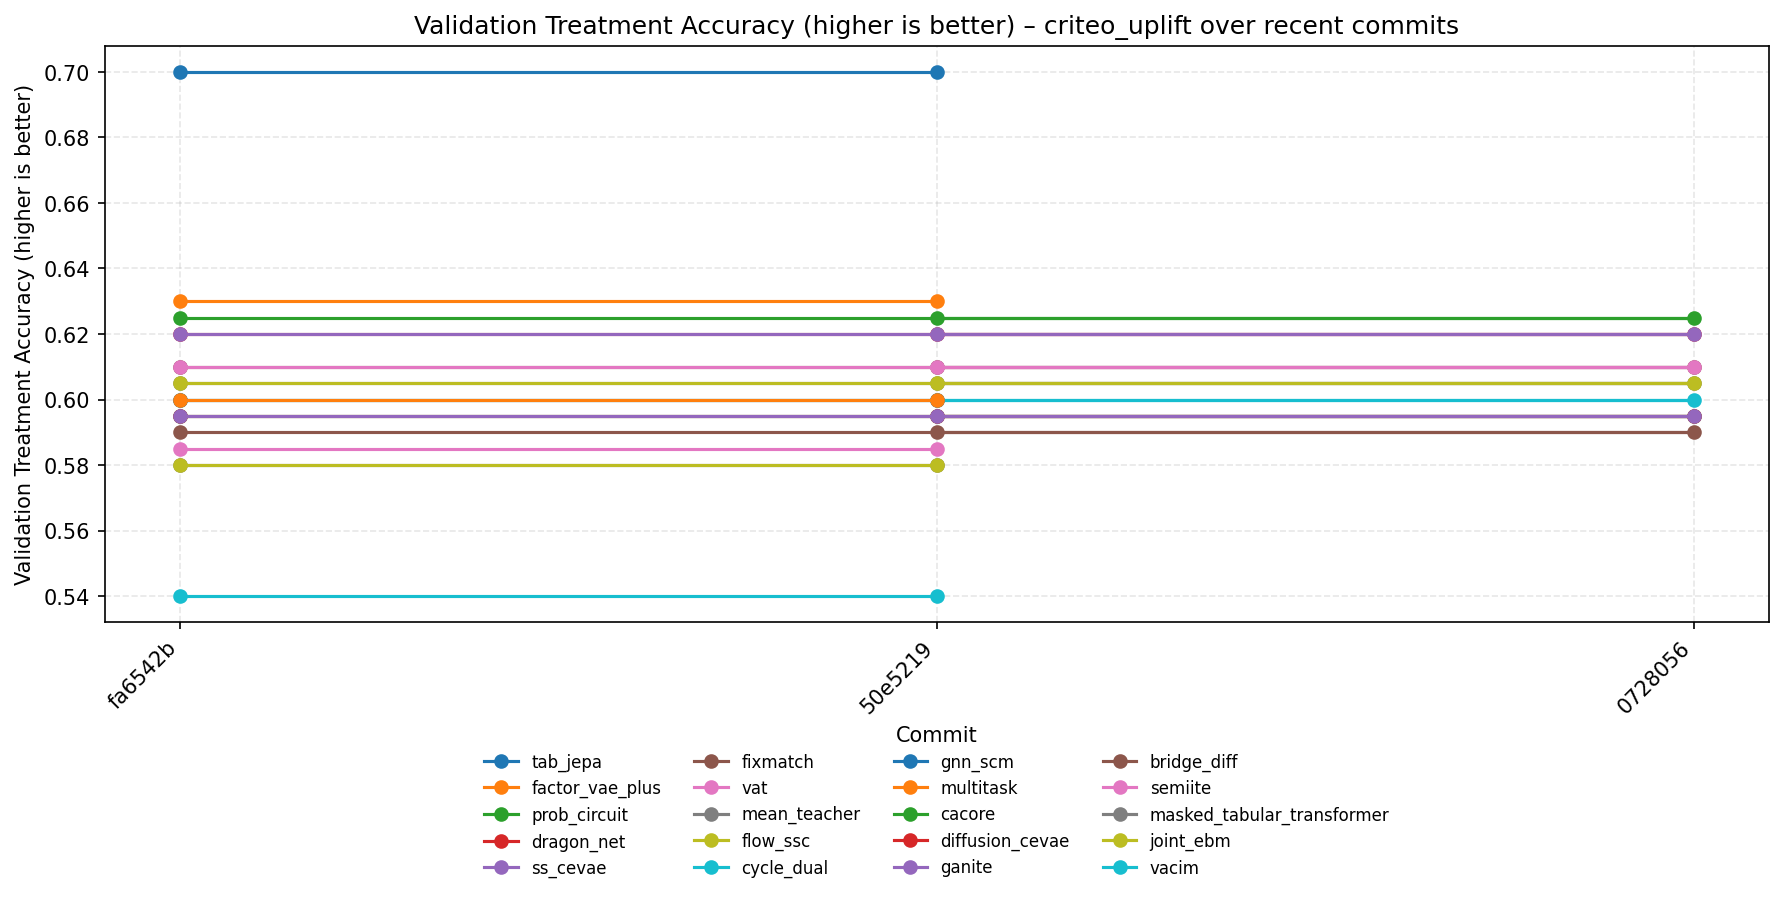 Validation Treatment Accuracy (higher is better) – criteo_uplift over recent commits
Validation Treatment Accuracy (higher is better)
0.70
0.68
0.66
0.64
0.62
0.60
0.58
0.56
0.54
fa6542b
50e5219
0728056
Commit
tab_jepa
factor_vae_plus
prob_circuit
dragon_net
ss_cevae
fixmatch
vat
mean_teacher
flow_ssc
cycle_dual
gnn_scm
multitask
cacore
diffusion_cevae
ganite
bridge_diff
semiite
masked_tabular_transformer
joint_ebm
vacim